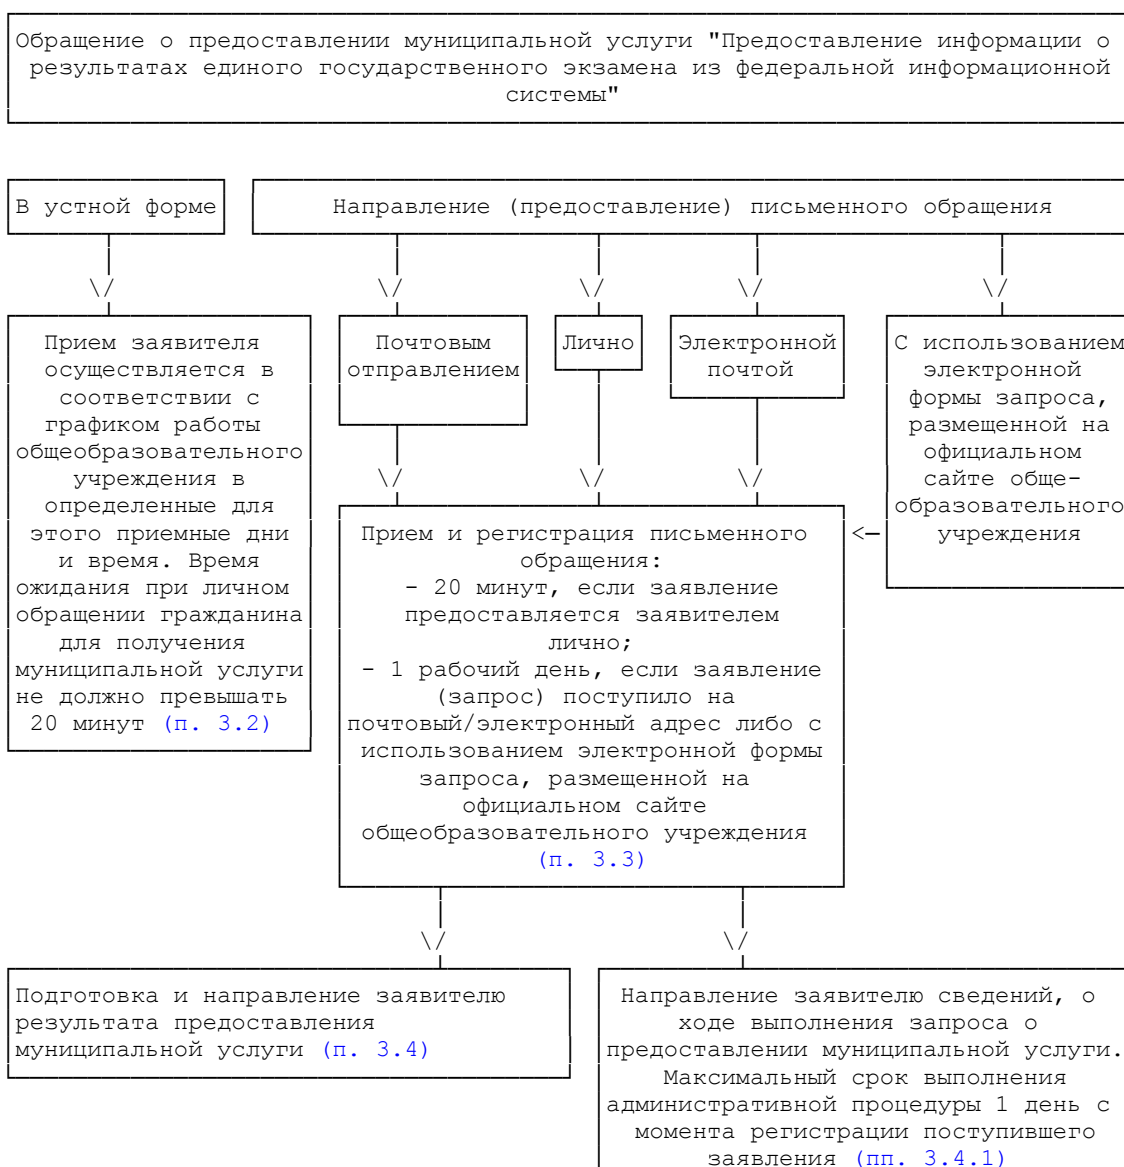 Обращение о предоставлении муниципальной услуги "Предоставление информации о
результатах единого государственного экзамена из федеральной информационной
системы"
В устной форме
Направление (предоставление) письменного обращения
\/
\/
\/
\/
\/
Прием заявителя
осуществляется в
соответствии с
графиком работы
общеобразовательного
учреждения в
определенные для
этого приемные дни
и время. Время
ожидания при личном
обращении гражданина
для получения
муниципальной услуги
не должно превышать
20 минут (п. 3.2)
Почтовым
отправлением
Лично
Электронной
почтой
С использованием
электронной
формы запроса,
размещенной на
официальном
сайте обще-
образовательного
учреждения
\/
\/
\/
<─
Прием и регистрация письменного
обращения:
- 20 минут, если заявление
предоставляется заявителем
лично;
- 1 рабочий день, если заявление
(запрос) поступило на
почтовый/электронный адрес либо с
использованием электронной формы
запроса, размещенной на
официальном сайте
общеобразовательного учреждения
(п. 3.3)
\/
\/
Подготовка и направление заявителю
результата предоставления
муниципальной услуги (п. 3.4)
Направление заявителю сведений, о
ходе выполнения запроса о
предоставлении муниципальной услуги.
Максимальный срок выполнения
административной процедуры 1 день с
момента регистрации поступившего
заявления (пп. 3.4.1)